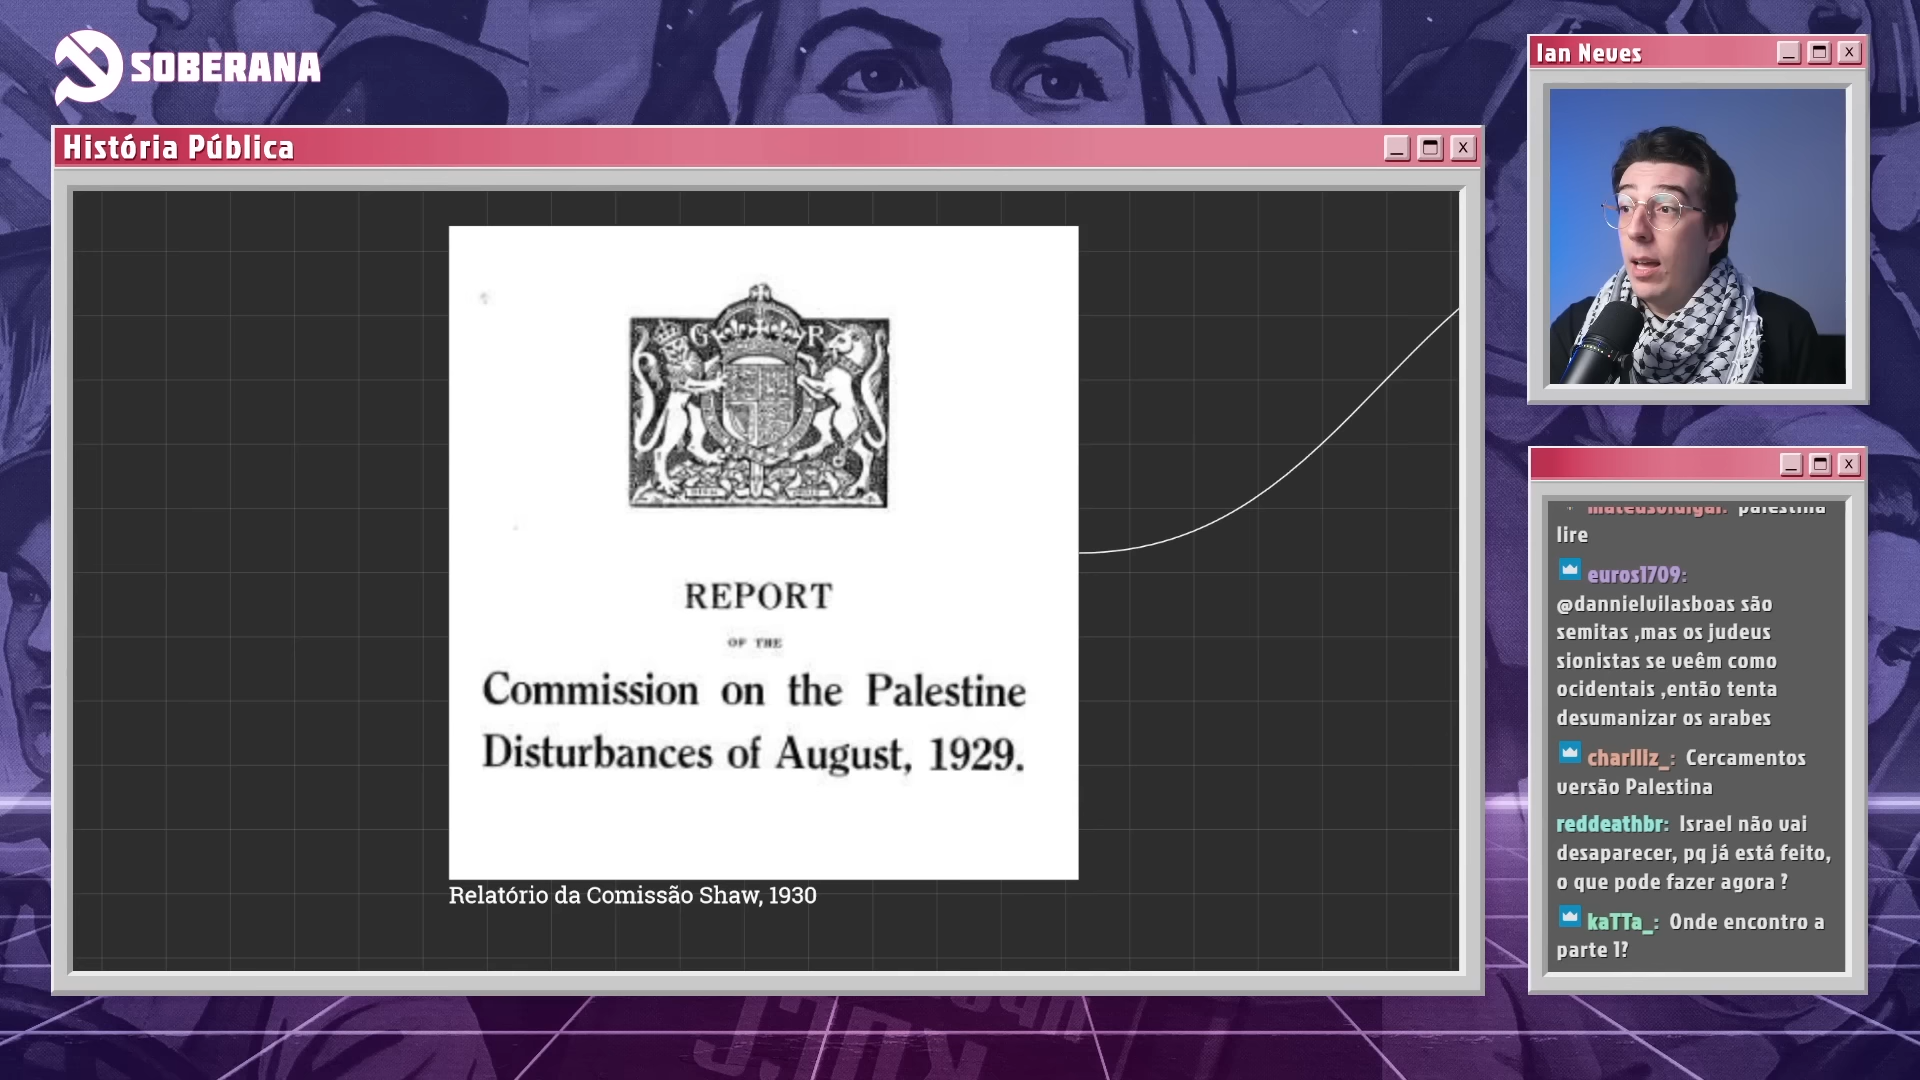 SOBERANA
História Pública
G R
REPORT
OF THE
Commission on the Palestine
Disturbances of August, 1929.
Relatório da Comissão Shaw, 1930
Ian Neves
palestina
lire
euros1709:
@dannielvilasboas são
semitas ,mas os judeus
sionistas se veêm como
ocidentais ,então tenta
desumanizar os arabes
charlllz_: Cercamentos
versão Palestina
reddeathbr: Israel não vai
desaparecer, pq já está feito,
o que pode fazer agora ?
kaTTa_: Onde encontro a
parte 1?